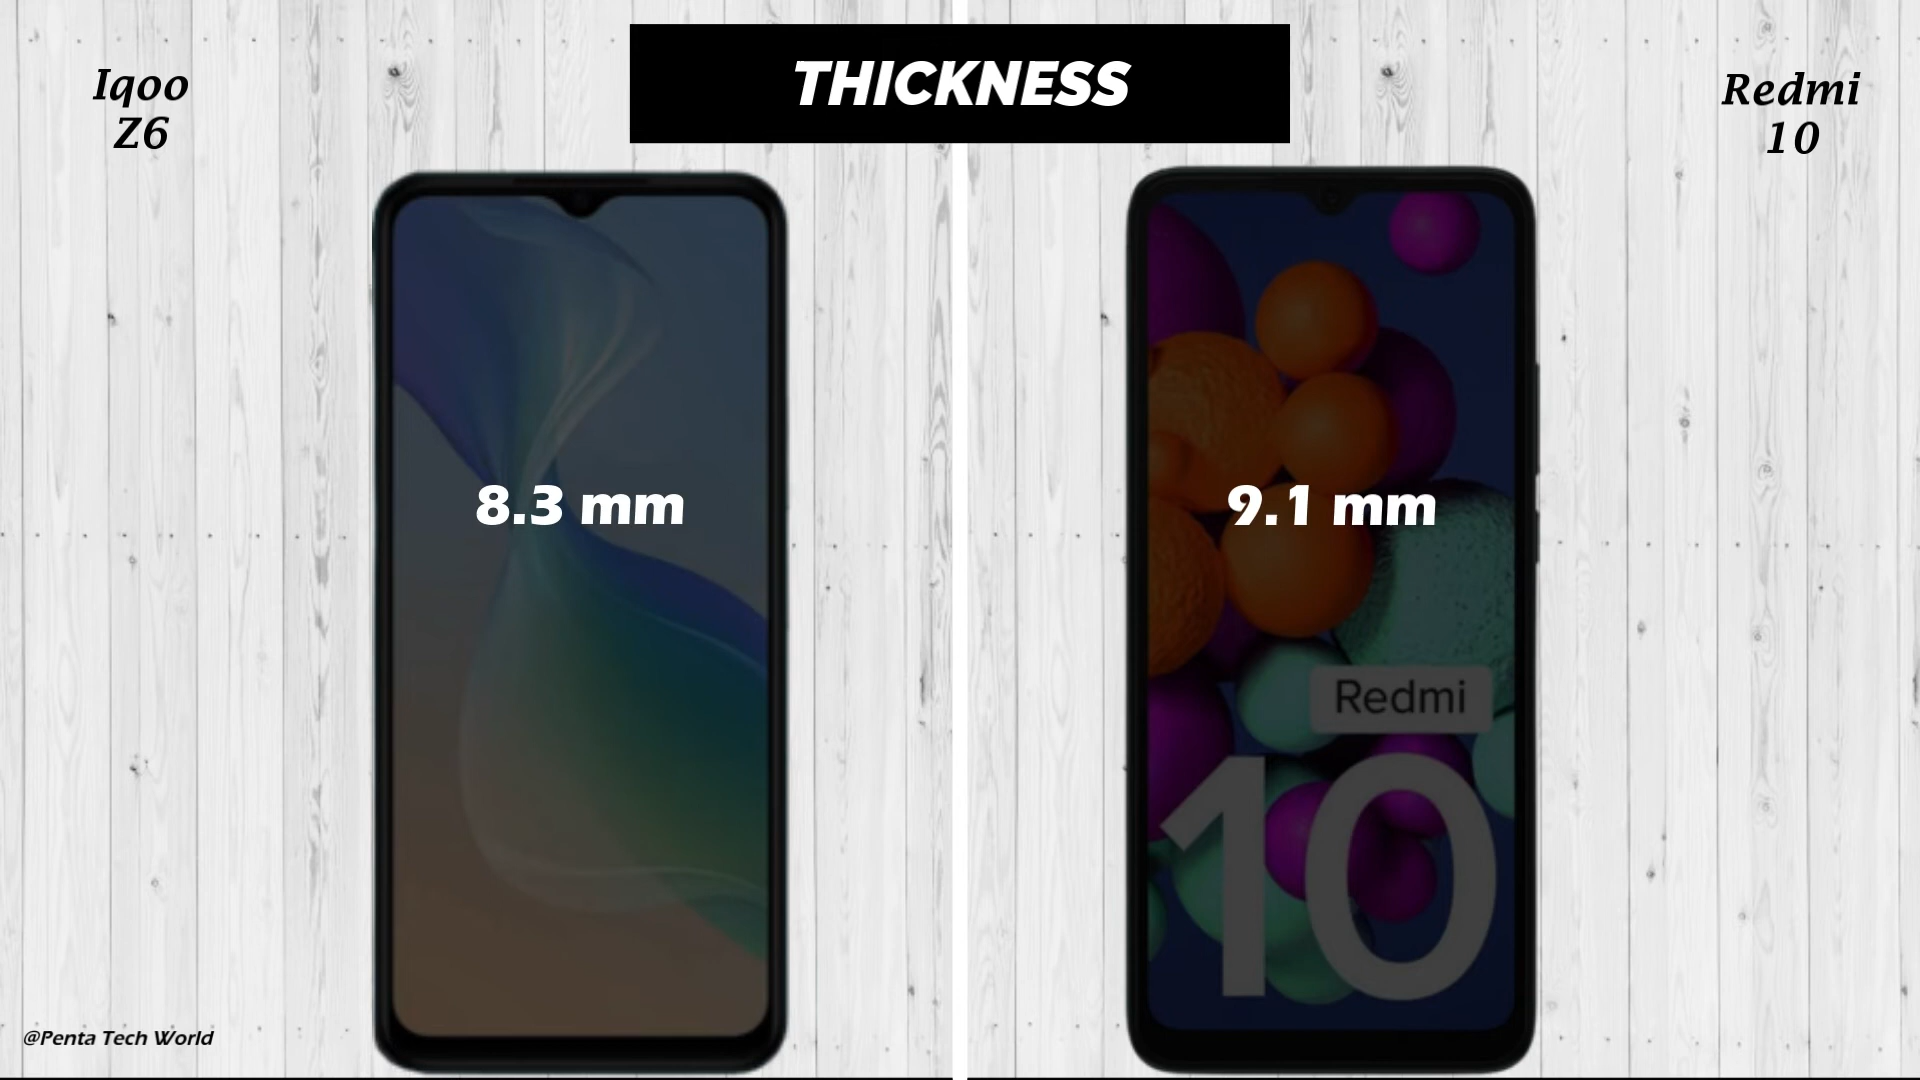 THICKNESS
Iqoo
Z6
Redmi
10
8.3 mm
9.1 mm
Redmi
10
@Penta Tech World